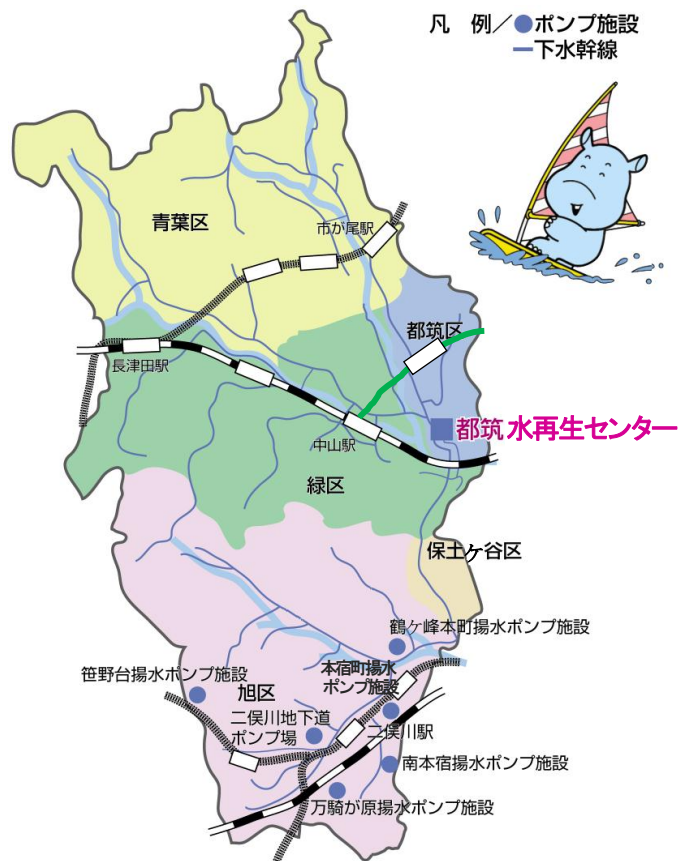 凡 例／●ポンプ施設
ー下水幹線
青葉区
市が尾駅
都筑区
長津田駅
中山駅
都筑水再生センター
緑区
保土ケ谷区
鶴ケ峰本町揚水ポンプ施設
笹野台揚水ポンプ施設
本宿町揚水
ポンプ施設
旭区
二俣川地下道
ポンプ場
二俣川駅
南本宿揚水ポンプ施設
万騎が原揚水ポンプ施設